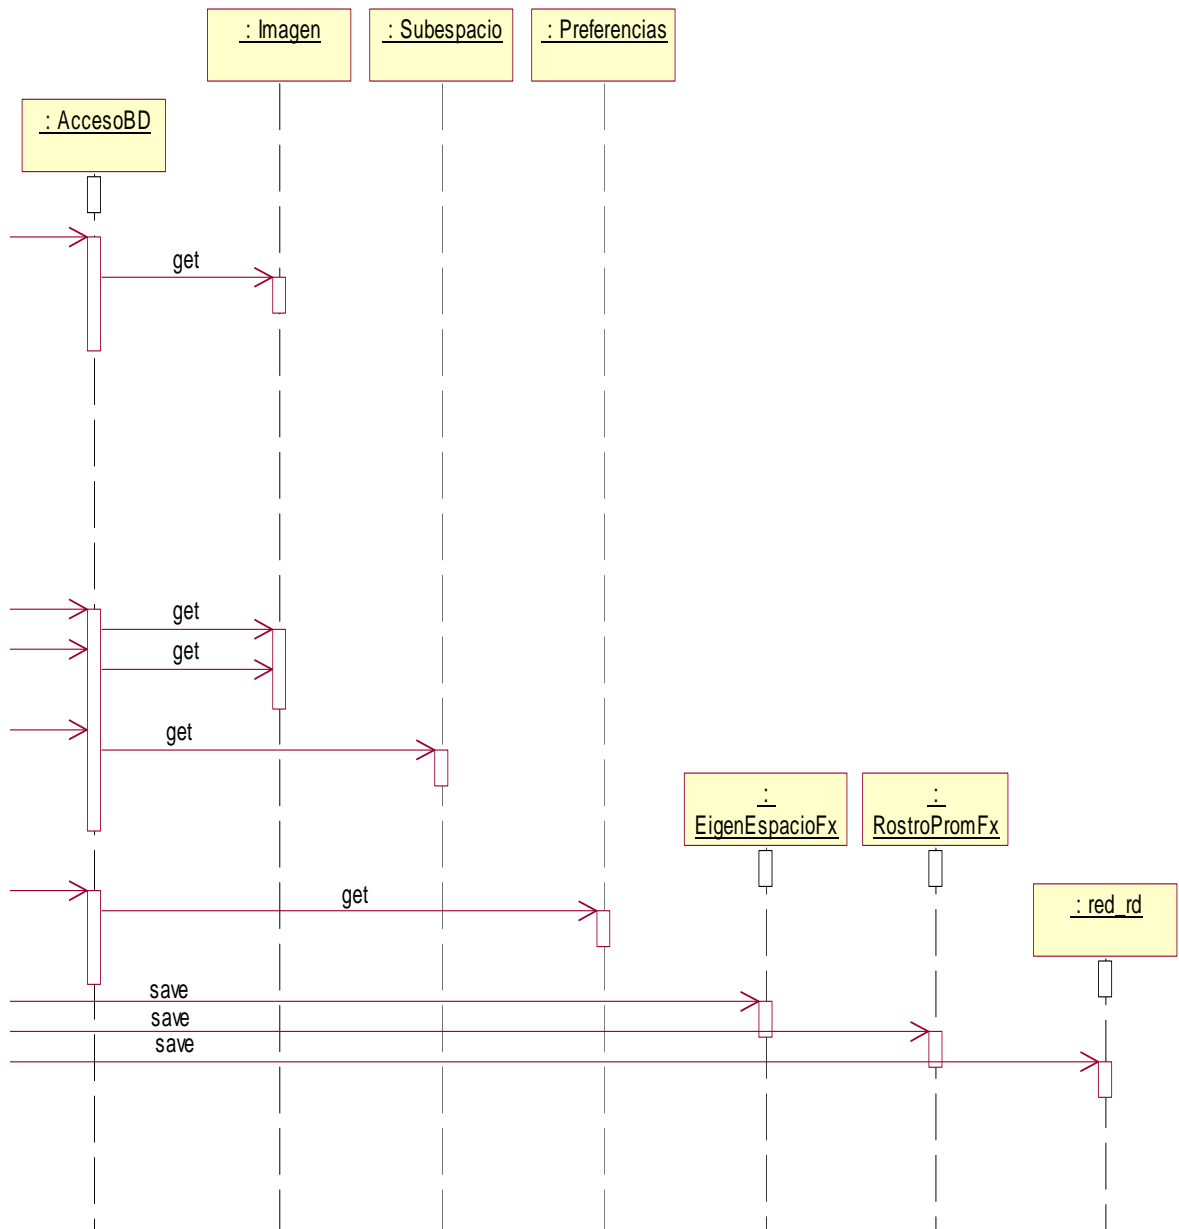 : Imagen
: Subespacio
: Preferencias
: AccesoBD
get
get
get
get
:
EigenEspacioFx
:
RostroPromFx
get
: red_rd
save
save
save